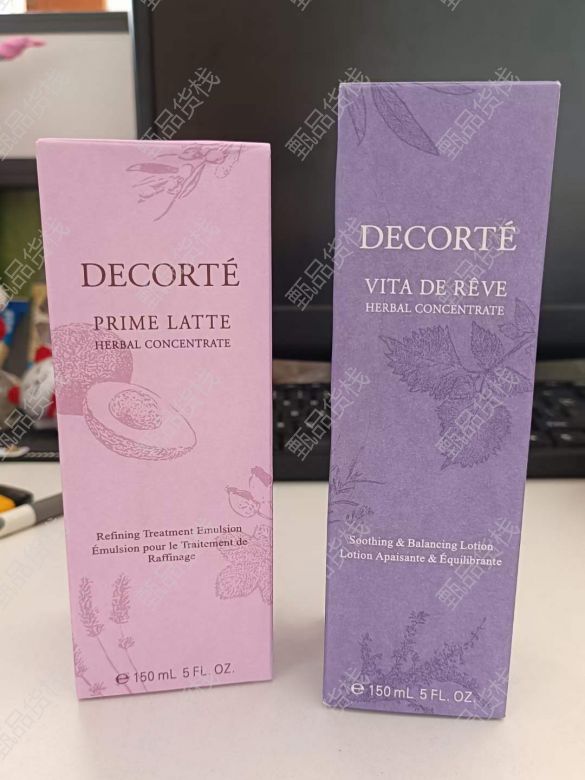 DECORTÉ
PRIME LATTE
HERBAL CONCENTRATE
Refining Treatment Emulsion
Émulsion pour le Traitement de
Raffinage
℮ 150 mL 5 FL. OZ.
DECORTÉ
VITA DE RÊVE
HERBAL CONCENTRATE
Soothing & Balancing Lotion
Lotion Apaisante & Équilibrante
℮ 150 mL 5 FL. OZ.
甄品货栈